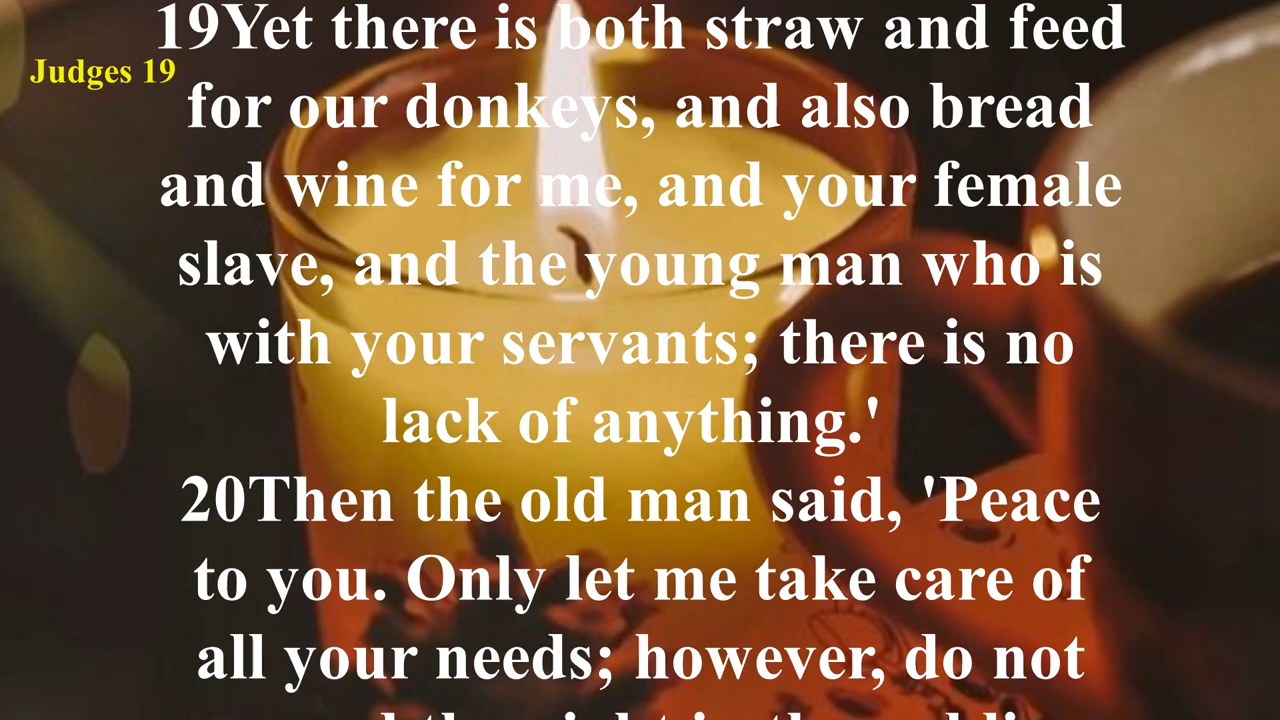 19Yet there is both straw and feed
Judges 19
for our donkeys, and also bread
and wine for me, and your female
slave, and the young man who is
with your servants; there is no
lack of anything.'
20Then the old man said, 'Peace
to you. Only let me take care of
all your needs; however, do not